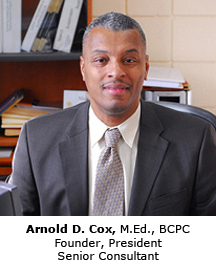 Arnold D. Cox, M.Ed., BCPC
Founder, President
Senior Consultant